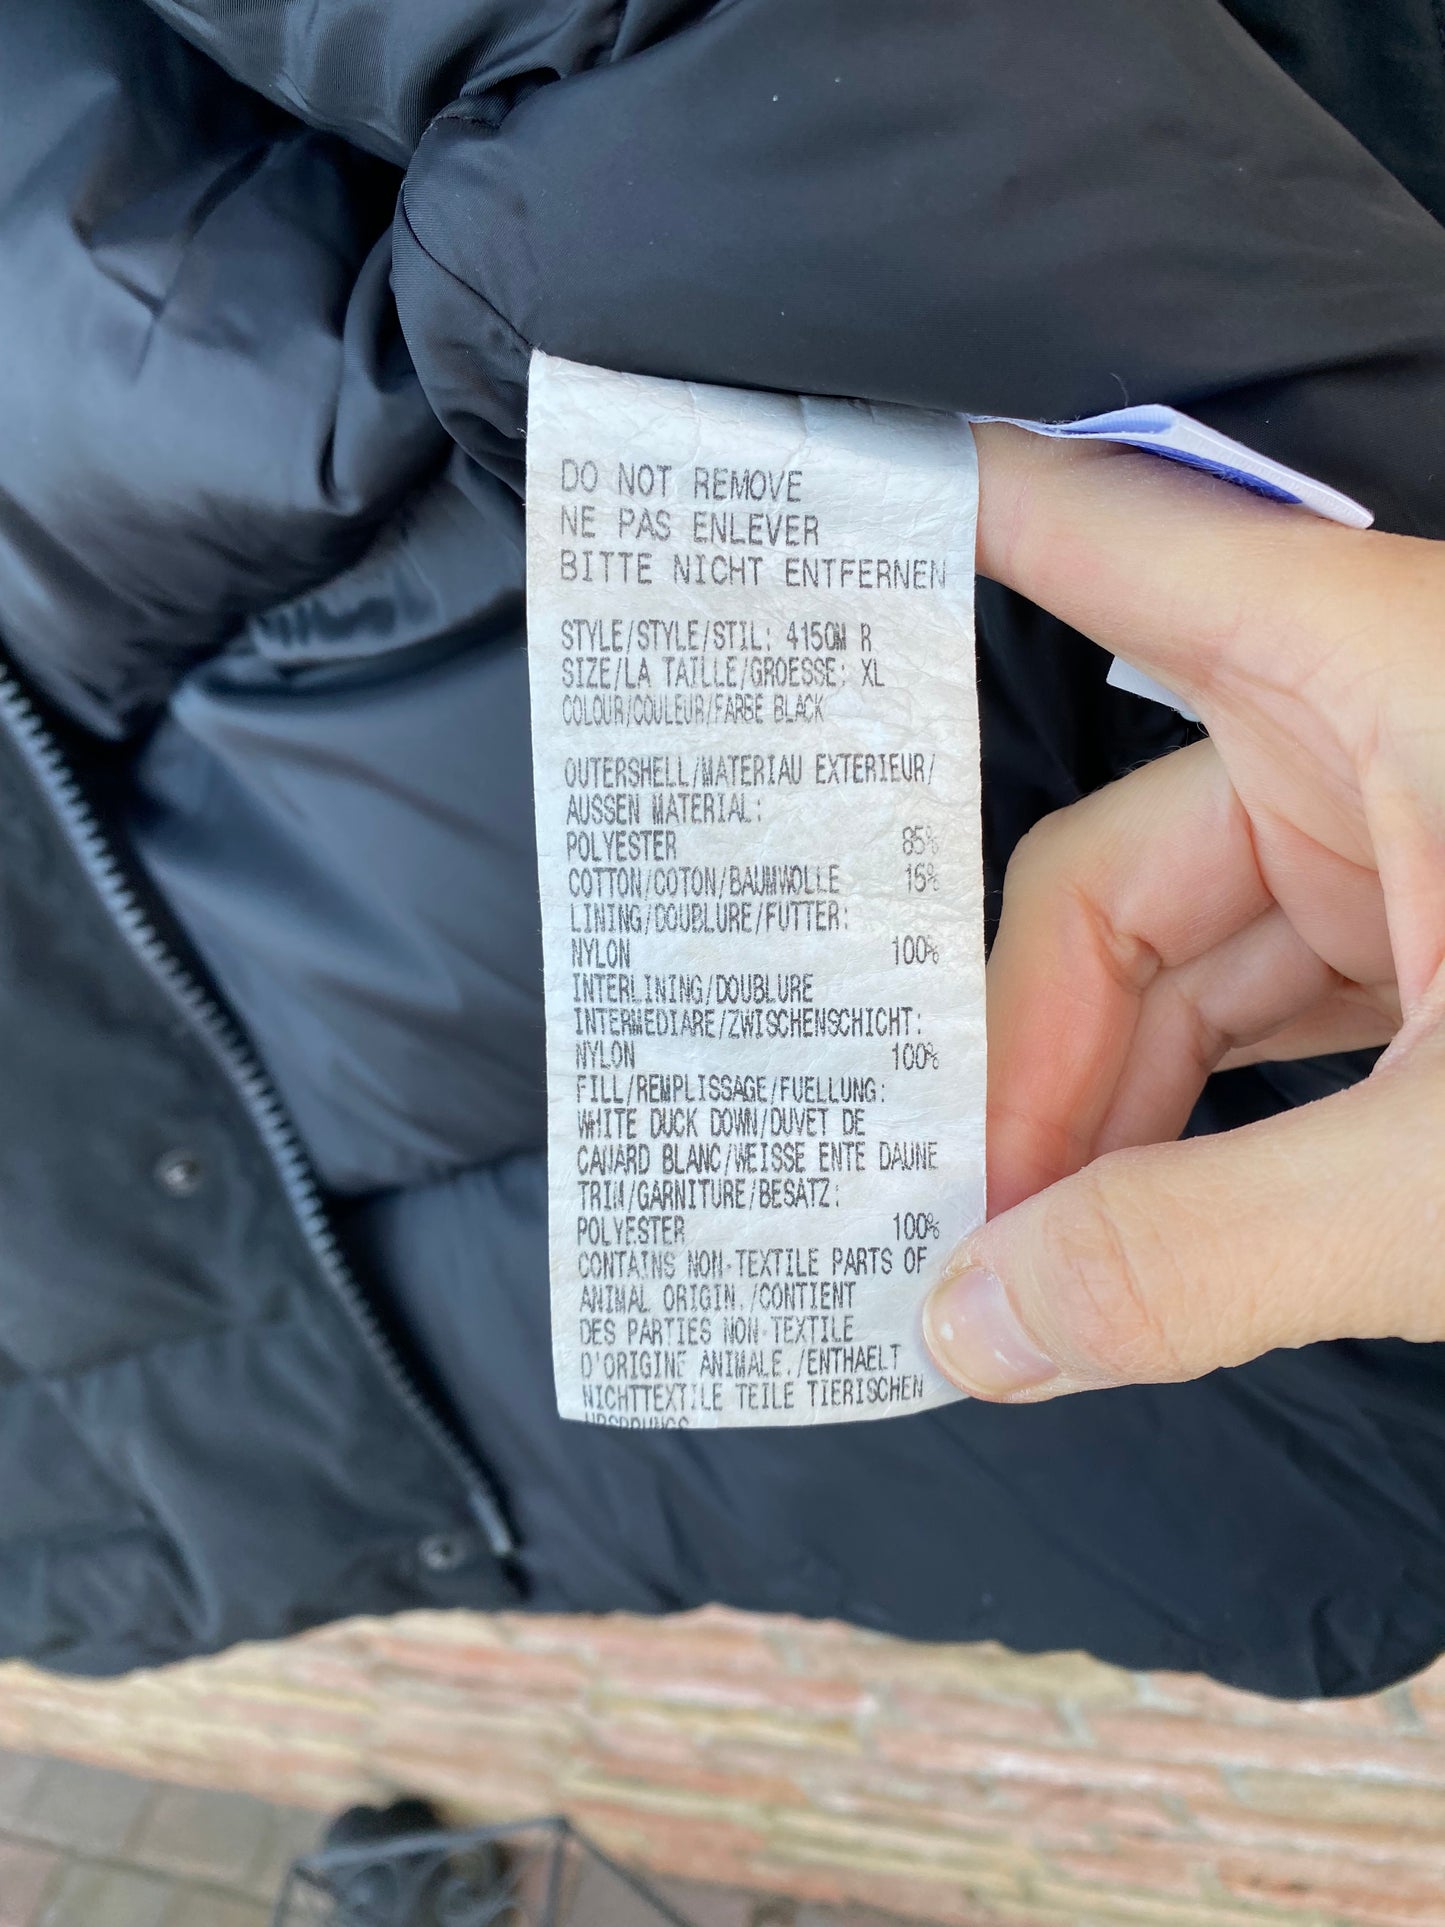 DO NOT REMOVE
NE PAS ENLEVER
BITTE NICHT ENTFERNEN
STYLE/STYLE/STIL: 4150M R
SIZE/LA TAILLE/GROESSE: XL
COLOUR/COULEUR/FARBE BLACK
OUTERSHELL/MATERIAU EXTERIEUR/
AUSSEN MATERIAL:
POLYESTER 85%
COTTON/COTON/BAUMWOLLE 15%
LINING/DOUBLURE/FUTTER:
NYLON 100%
INTERLINING/DOUBLURE
INTERMEDIARE/ZWISCHENSCHICHT:
NYLON 100%
FILL/REMPLISSAGE/FUELLUNG:
WHITE DUCK DOWN/DUVET DE
CANARD BLANC/WEISSE ENTE DAUNE
TRIM/GARNITURE/BESATZ:
POLYESTER 100%
CONTAINS NON-TEXTILE PARTS OF
ANIMAL ORIGIN./CONTIENT
DES PARTIES NON-TEXTILE
D'ORIGINE ANIMALE./ENTHAELT
NICHTTEXTILE TEILE TIERISCHEN
URSPRUNGS